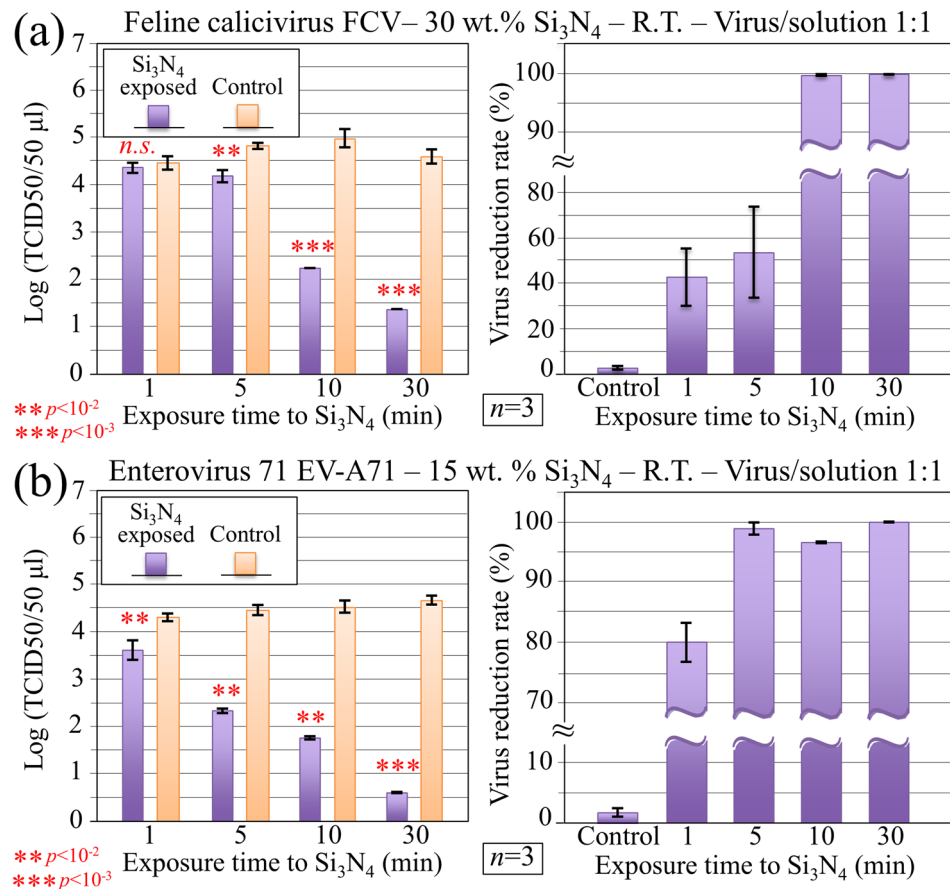 (a) Feline calicivirus FCV– 30 wt.% Si₃N₄ – R.T. – Virus/solution 1:1
Log (TCID50/50 µl)
7
6
5
4
3
2
1
0
Si₃N₄
exposed
Control
n.s.
**
***
***
1 5 10 30
Exposure time to Si₃N₄ (min)
**p<10⁻²
***p<10⁻³
n=3
Virus reduction rate (%)
100
90
≈
80
60
40
20
0
Control 1 5 10 30
Exposure time to Si₃N₄ (min)
(b) Enterovirus 71 EV-A71 – 15 wt. % Si₃N₄ – R.T. – Virus/solution 1:1
Log (TCID50/50 µl)
7
6
5
4
3
2
1
0
Si₃N₄
exposed
Control
**
**
**
***
1 5 10 30
Exposure time to Si₃N₄ (min)
**p<10⁻²
***p<10⁻³
n=3
Virus reduction rate (%)
100
90
80
70
≈
10
0
Control 1 5 10 30
Exposure time to Si₃N₄ (min)